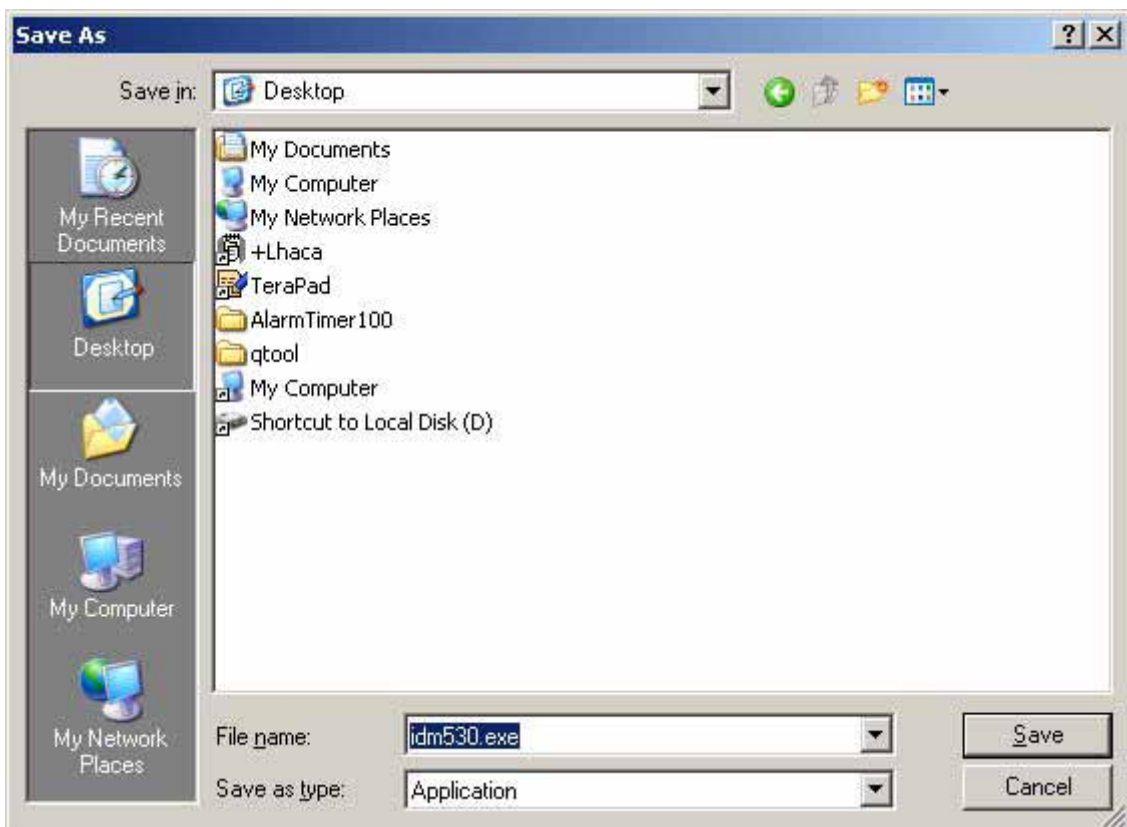 Save As
Save in:
Desktop
My Recent
Documents
Desktop
My Documents
My Computer
My Network
Places
My Documents
My Computer
My Network Places
+Lhaca
TeraPad
AlarmTimer100
qtool
My Computer
Shortcut to Local Disk (D)
File name:
idm530.exe
Save
Save as type:
Application
Cancel